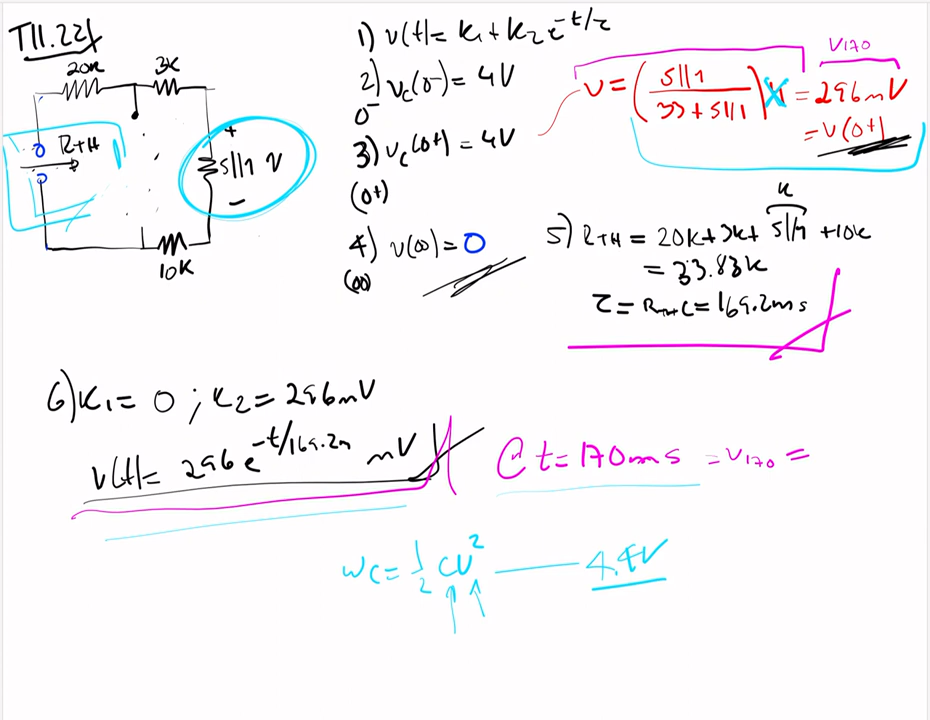 T11.22)
20K 3K
RTH
+
5||1 V
-
10K
1) v(t) = K1 + K2 e^-t/τ
2) vc(0-) = 4V
0-
3) vc(0+) = 4V
(0+)
4) v(∞) = 0
(∞)
V170
v = (5||1 / 33 + 5||1) = 296mV
= v(0+)
K
5) RTH = 20K + 3K + 5||1 + 10K
= 33.83K
τ = RTH C = 169.2ms
6) K1 = 0 ; K2 = 296mV
v(t) = 296 e^-t/169.2m mV
@ t = 170ms = V170 =
wc = 1/2 CV^2 4.4V